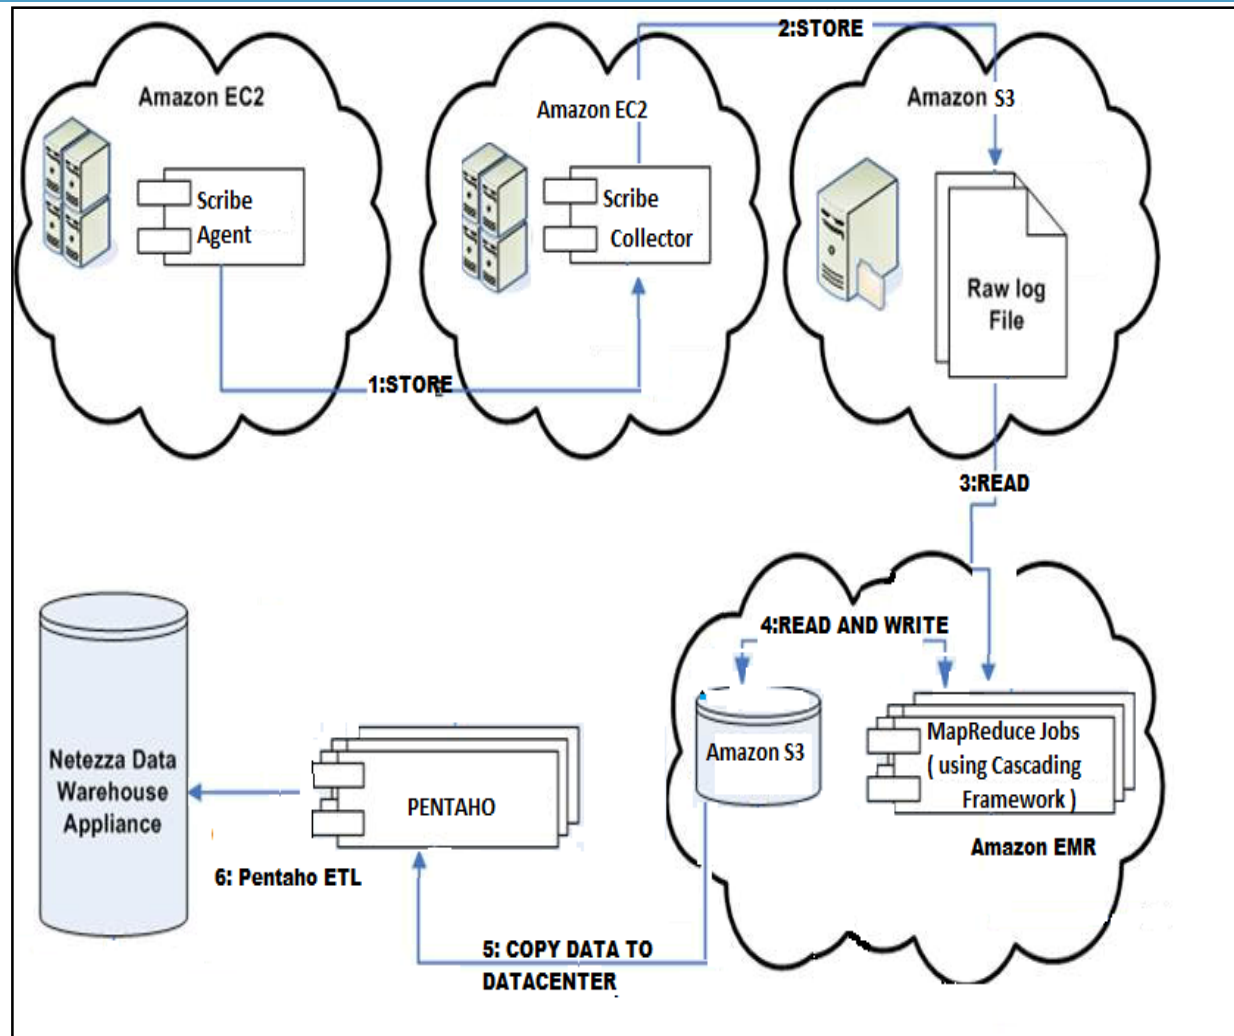 2:STORE
Amazon EC2
Amazon EC2
Amazon S3
Scribe
Agent
Scribe
Collector
Raw log
File
1:STORE
3:READ
4:READ AND WRITE
Amazon S3
MapReduce Jobs
( using Cascading
Framework )
Amazon EMR
Netezza Data
Warehouse
Appliance
PENTAHO
6: Pentaho ETL
5: COPY DATA TO
DATACENTER